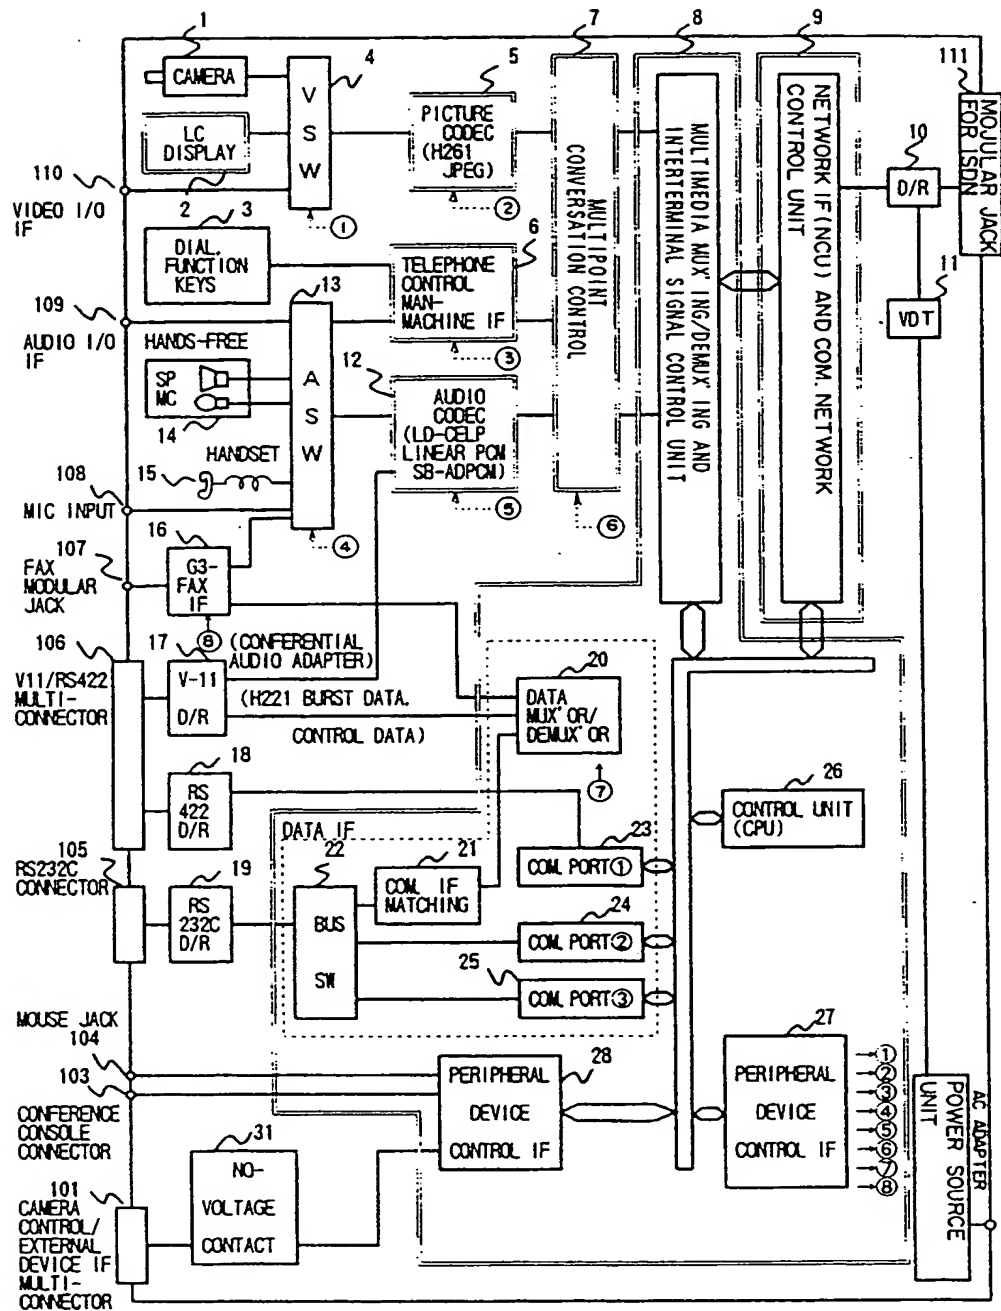 1
4
5
7
8
9
111
CAMERA
V
S
W
LC
DISPLAY
PICTURE
CODEC
(H261
JPEG)
MULTIPOINT
CONVERSATION CONTROL
MULTIMEDIA MUX'ING/DEMUX'ING AND
INTERTERMINAL SIGNAL CONTROL UNIT
NETWORK IF(NCU) AND COM. NETWORK
CONTROL UNIT
MOJULAR JACK
FOR ISDN
10
D/R
110
VIDEO I/O
IF
2
3
①
②
6
DIAL.
FUNCTION
KEYS
TELEPHONE
CONTROL
MAN-
MACHINE IF
13
11
VDT
109
AUDIO I/O
IF
③
HANDS-FREE
SP
MC
14
A
S
W
12
AUDIO
CODEC
(LD-CELP
LINEAR PCM
SB-ADPCM)
HANDSET
15
108
MIC INPUT
④
⑤
⑥
107
FAX
MODULAR
JACK
16
G3-
FAX
IF
⑧
106
V11/RS422
MULTI-
CONNECTOR
17
V-11
D/R
(CONFERENTIAL
AUDIO ADAPTER)
(H221 BURST DATA.
CONTROL DATA)
20
DATA
MUX'OR/
DEMUX'OR
⑦
18
RS
422
D/R
26
CONTROL UNIT
(CPU)
DATA IF
105
RS232C
CONNECTOR
19
RS
232C
D/R
22
BUS
SW
21
COM. IF
MATCHING
23
COM. PORT①
24
COM. PORT②
25
COM. PORT③
MOUSE JACK
104
103
CONFERENCE
CONSOLE
CONNECTOR
28
PERIPHERAL
DEVICE
CONTROL IF
27
PERIPHERAL
DEVICE
CONTROL IF
①
②
③
④
⑤
⑥
⑦
⑧
POWER SOURCE
UNIT
AC ADAPTER
31
NO-
VOLTAGE
CONTACT
101
CAMERA
CONTROL/
EXTERNAL
DEVICE IF
MULTI-
CONNECTOR